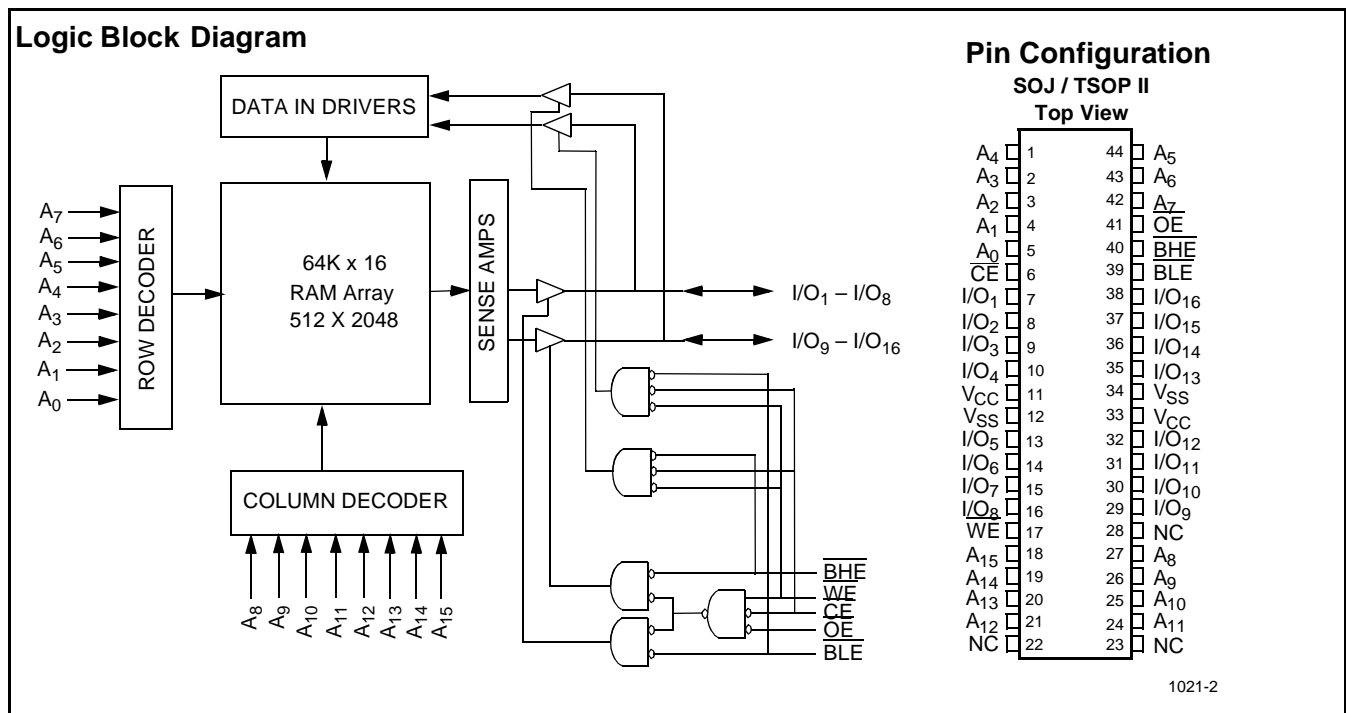 Logic Block Diagram
DATA IN DRIVERS
A7
A6
A5
A4
A3
A2
A1
A0
ROW DECODER
64K x 16
RAM Array
512 X 2048
SENSE AMPS
I/O1 – I/O8
I/O9 – I/O16
COLUMN DECODER
A8
A9
A10
A11
A12
A13
A14
A15
BHE
WE
CE
OE
BLE
Pin Configuration
SOJ / TSOP II
Top View
A4 1 44 A5
A3 2 43 A6
A2 3 42 A7
A1 4 41 OE
A0 5 40 BHE
CE 6 39 BLE
I/O1 7 38 I/O16
I/O2 8 37 I/O15
I/O3 9 36 I/O14
I/O4 10 35 I/O13
VCC 11 34 VSS
VSS 12 33 VCC
I/O5 13 32 I/O12
I/O6 14 31 I/O11
I/O7 15 30 I/O10
I/O8 16 29 I/O9
WE 17 28 NC
A15 18 27 A8
A14 19 26 A9
A13 20 25 A10
A12 21 24 A11
NC 22 23 NC
1021-2